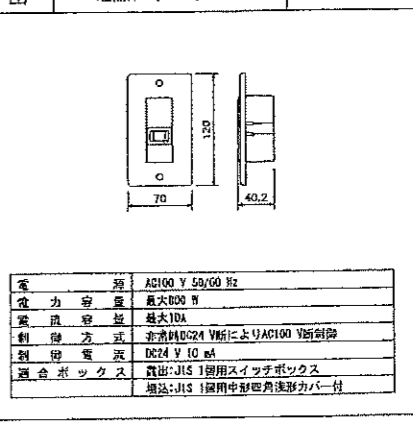 120
70
40.2
電源 AC100 V 50/60 Hz
電力容量 最大800 W
電流容量 最大10A
制御方式 非常時DC24 V断によりAC100 V断制御
制御電流 DC24 V 10 mA
適合ボックス 露出:JIS 1個用スイッチボックス
埋込:JIS 1個用中形四角浅形カバー付